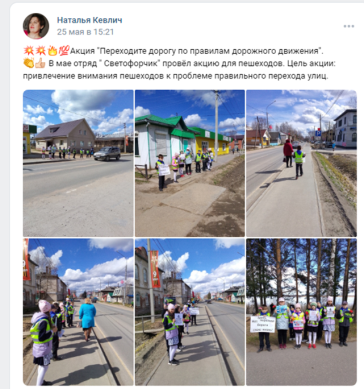 Наталья Кевлич
25 мая в 15:21
💥💥🔥💯Акция "Переходите дорогу по правилам дорожного движения".
👏👍 В мае отряд " Светофорчик" провёл акцию для пешеходов. Цель акции:
привлечение внимания пешеходов к проблеме правильного перехода улиц.